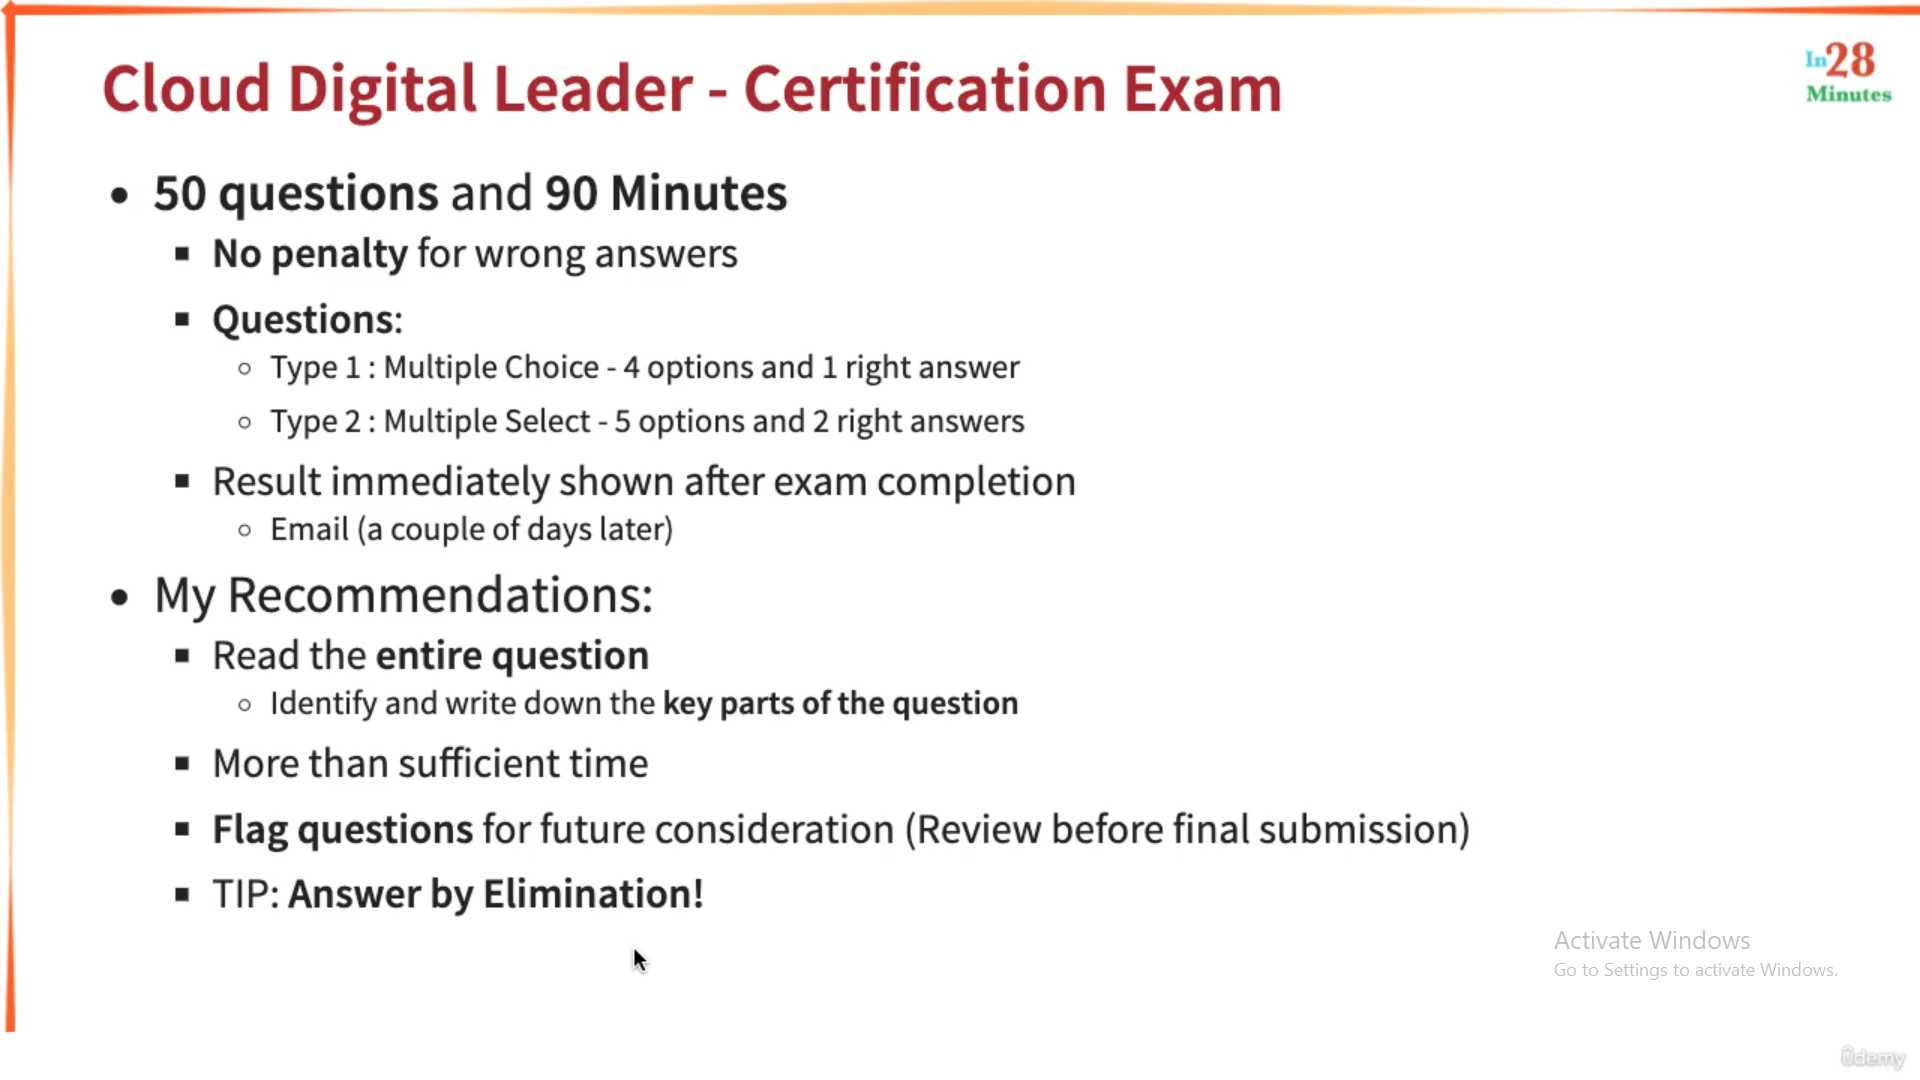 Cloud Digital Leader - Certification Exam
In28
Minutes
• 50 questions and 90 Minutes
▪ No penalty for wrong answers
▪ Questions:
○ Type 1 : Multiple Choice - 4 options and 1 right answer
○ Type 2 : Multiple Select - 5 options and 2 right answers
▪ Result immediately shown after exam completion
○ Email (a couple of days later)
• My Recommendations:
▪ Read the entire question
○ Identify and write down the key parts of the question
▪ More than sufficient time
▪ Flag questions for future consideration (Review before final submission)
▪ TIP: Answer by Elimination!
Activate Windows
Go to Settings to activate Windows.
ûdemy